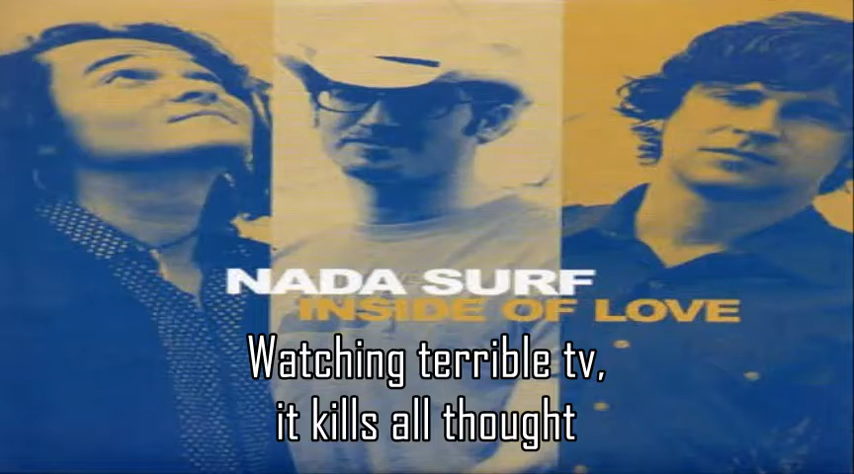 NADA SURF
INSIDE OF LOVE
Watching terrible tv,
it kills all thought